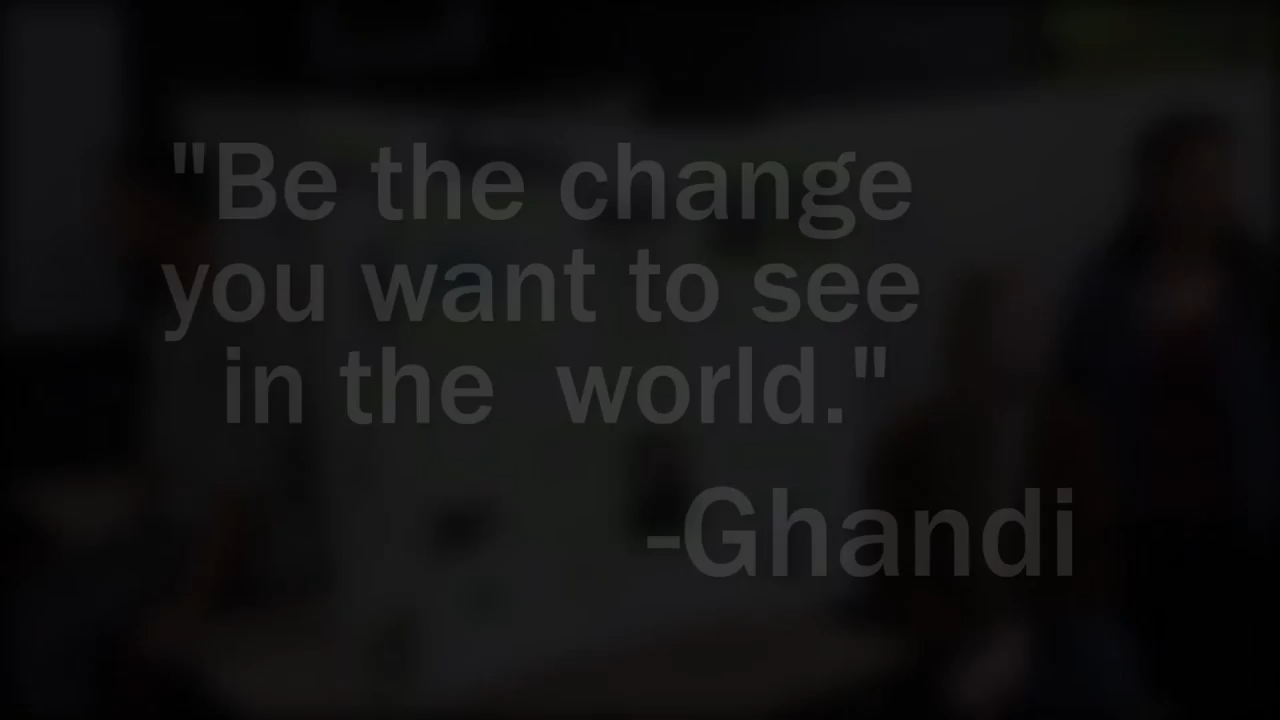 "Be the change
you want to see
in the  world."
-Ghandi